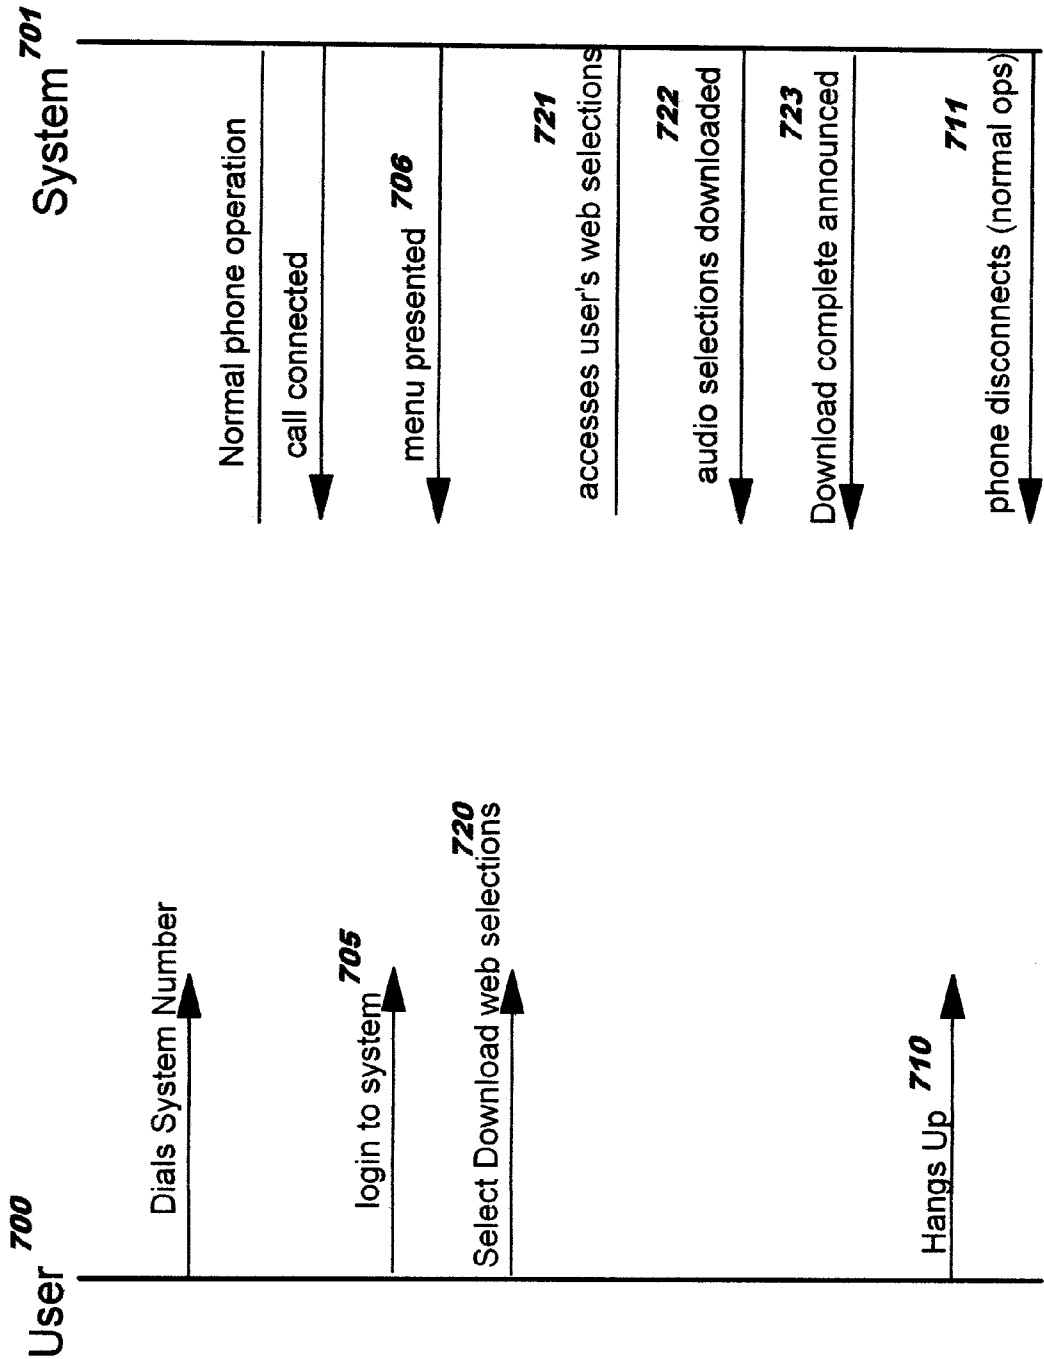 User 700
System 701
Dials System Number
Normal phone operation
call connected
login to system 705
menu presented 706
Select Download web selections 720
721
accesses user's web selections
722
audio selections downloaded
723
Download complete announced
Hangs Up 710
711
phone disconnects (normal ops)